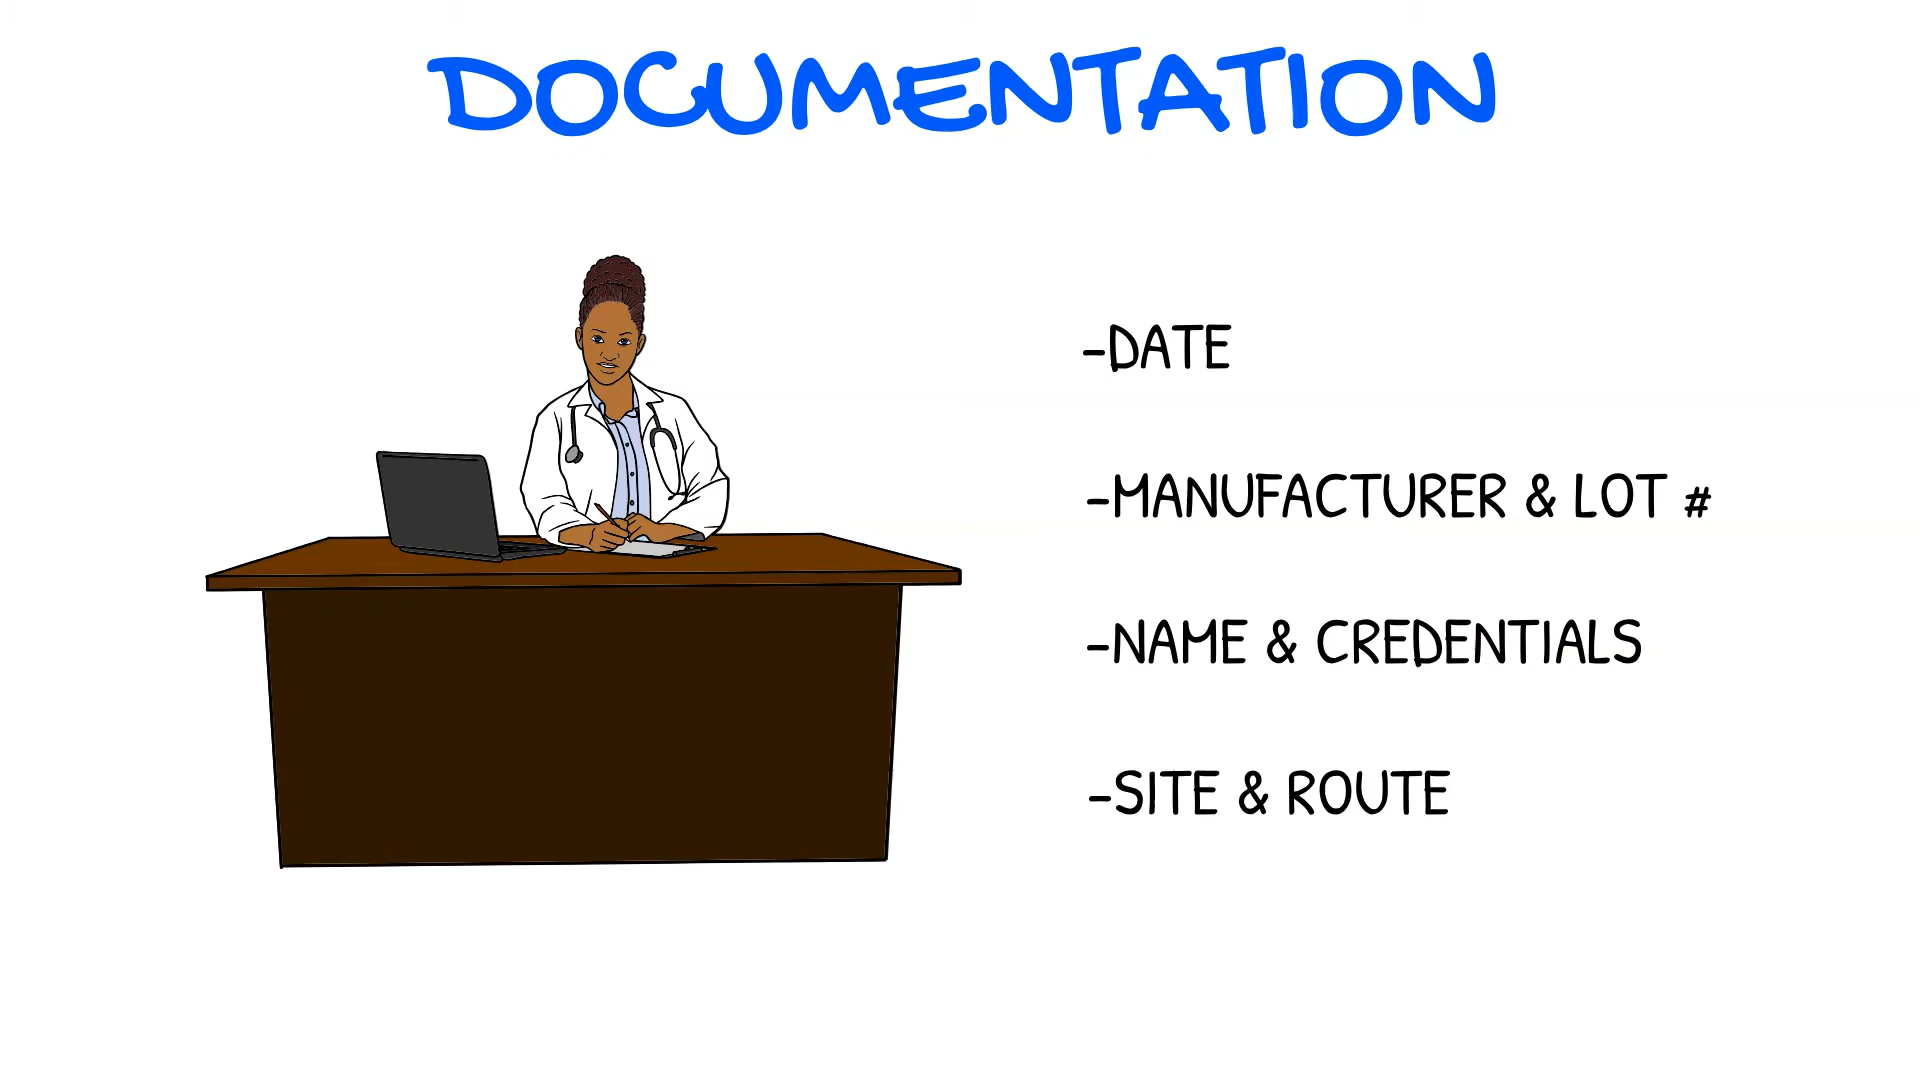 DOCUMENTATION
-DATE
-MANUFACTURER & LOT #
-NAME & CREDENTIALS
-SITE & ROUTE